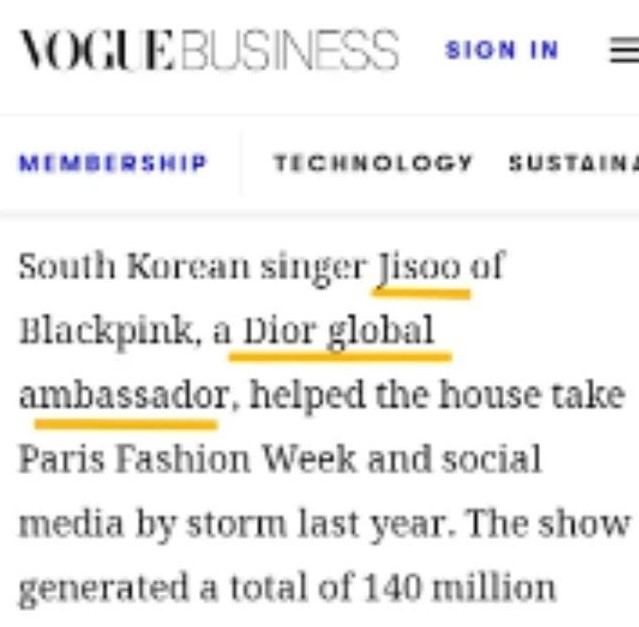 VOGUE BUSINESS SIGN IN
MEMBERSHIP TECHNOLOGY SUSTAINA
South Korean singer Jisoo of
Blackpink, a Dior global
ambassador, helped the house take
Paris Fashion Week and social
media by storm last year. The show
generated a total of 140 million